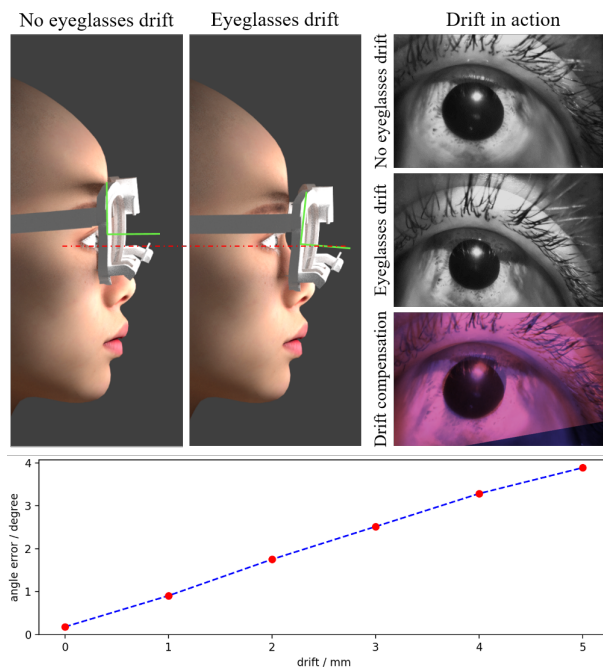 No eyeglasses drift
Eyeglasses drift
Drift in action
No eyeglasses drift
Eyeglasses drift
Drift compensation
4
3
2
1
0
angle error / degree
0 1 2 3 4 5
drift / mm